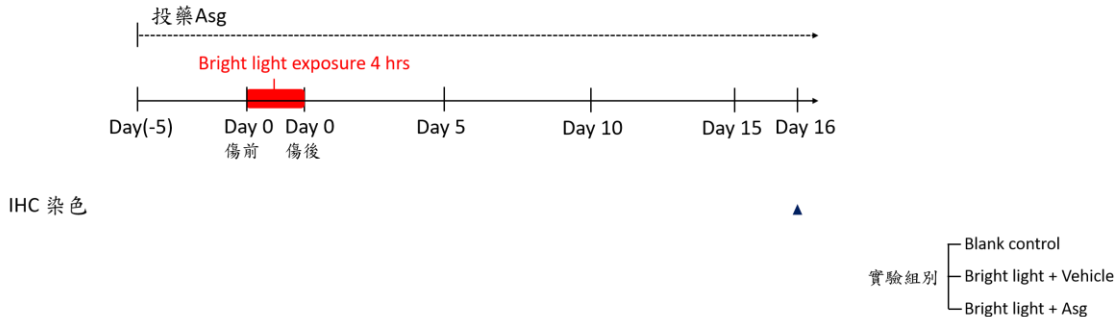 投藥Asg
Bright light exposure 4 hrs
Day(-5)
Day 0
傷前
Day 0
傷後
Day 5
Day 10
Day 15
Day 16
IHC 染色
實驗組別
Blank control
Bright light + Vehicle
Bright light + Asg